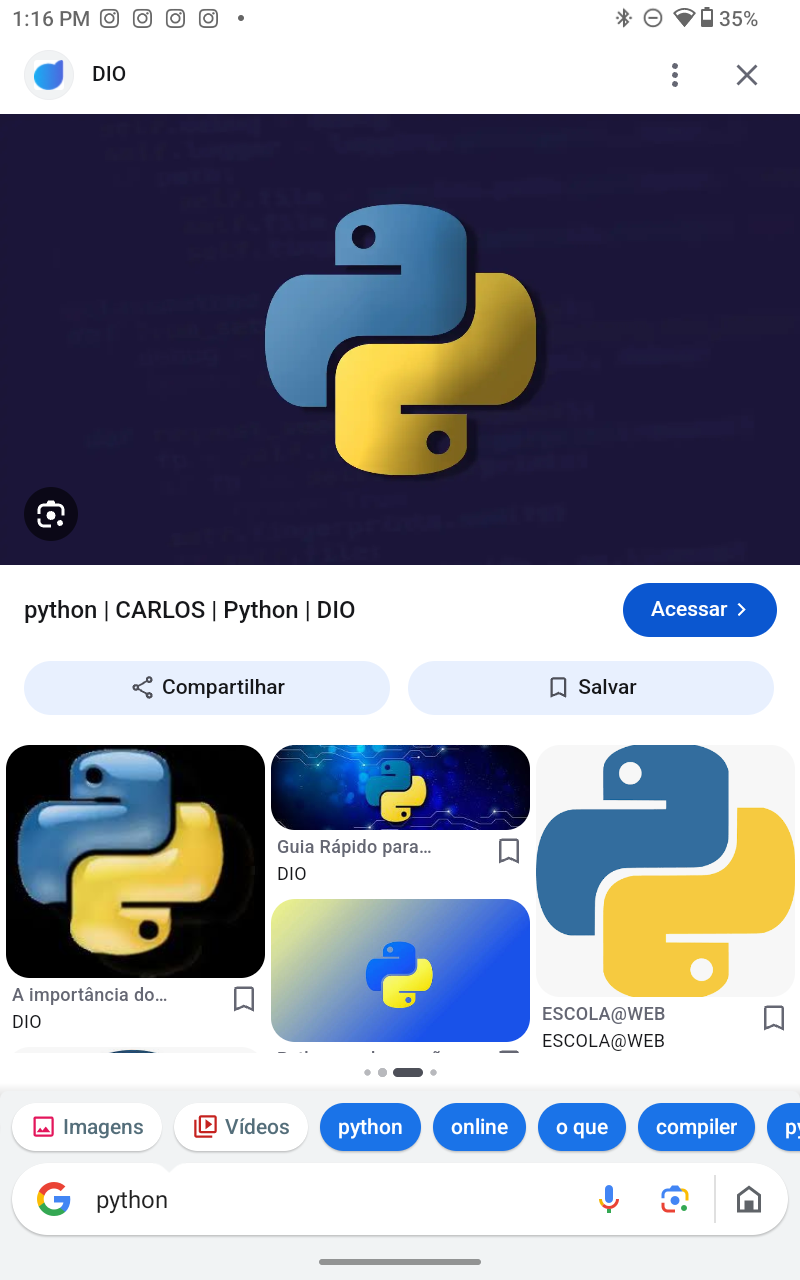 1:16 PM
35%
DIO
python | CARLOS | Python | DIO
Acessar
Compartilhar
Salvar
A importância do…
DIO
Guia Rápido para…
DIO
ESCOLA@WEB
ESCOLA@WEB
Imagens
Vídeos
python
online
o que
compiler
py
python